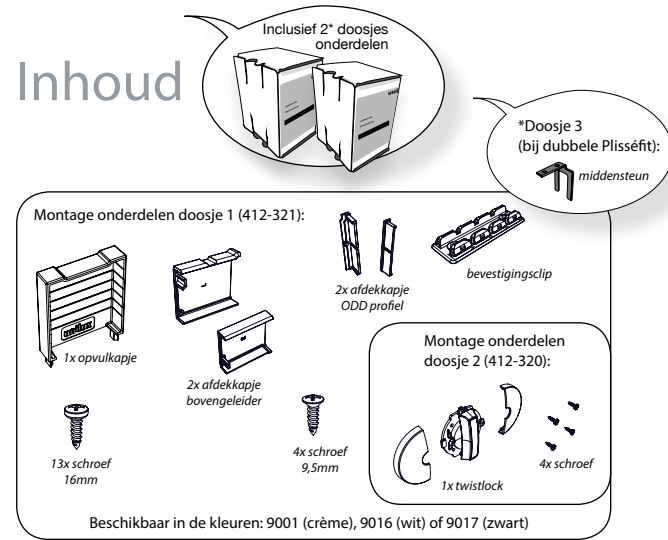 Inhoud
Inclusief 2* doosjes
onderdelen
*Doosje 3
(bij dubbele Plisséfit):
middensteun
Montage onderdelen doosje 1 (412-321):
1x opvulkapje
2x afdekkapje
bovengeleider
2x afdekkapje
ODD profiel
bevestigingsclip
13x schroef
16mm
4x schroef
9,5mm
Montage onderdelen
doosje 2 (412-320):
1x twistlock
4x schroef
Beschikbaar in de kleuren: 9001 (crème), 9016 (wit) of 9017 (zwart)